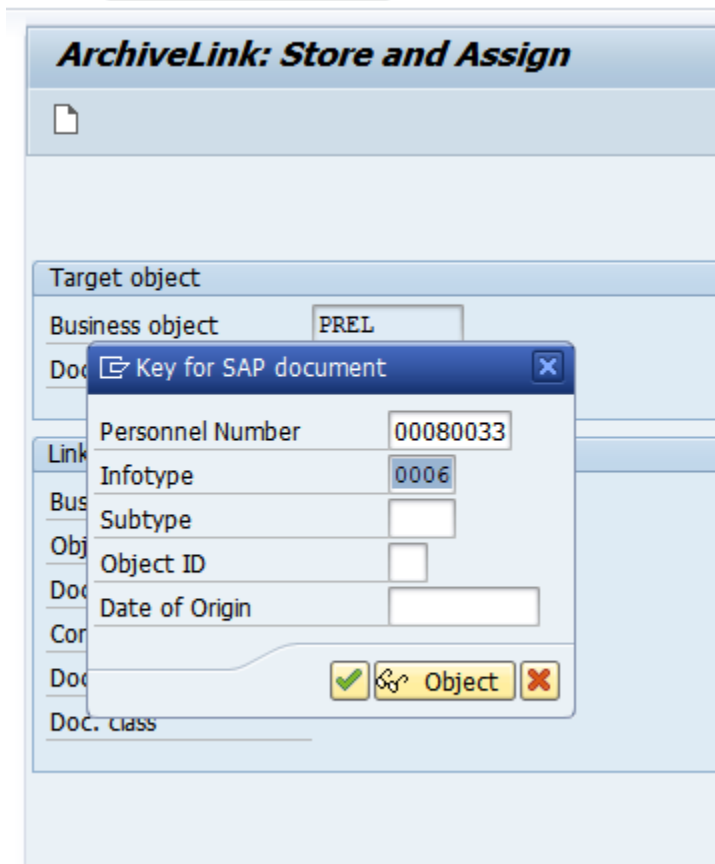 ArchiveLink: Store and Assign
Target object
Business object PREL
Doc
Key for SAP document
Personnel Number 00080033
Link
Infotype 0006
Bus
Subtype
Obj
Object ID
Doc
Date of Origin
Cor
Doc
Object
Doc. class